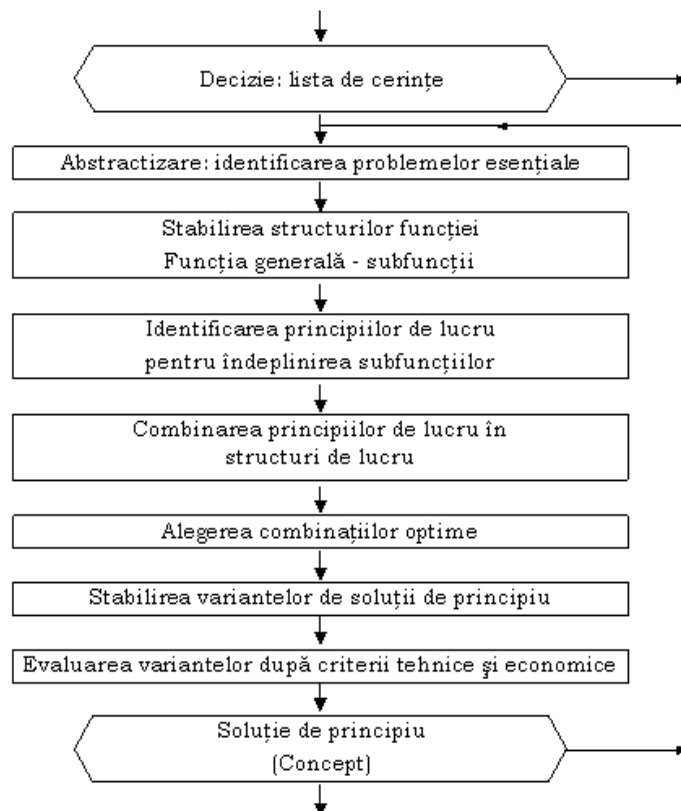 Decizie: lista de cerințe
Abstractizare: identificarea problemelor esențiale
Stabilirea structurilor funcției
Funcția generală - subfuncții
Identificarea principiilor de lucru
pentru îndeplinirea subfuncțiilor
Combinarea principiilor de lucru în
structuri de lucru
Alegerea combinațiilor optime
Stabilirea variantelor de soluții de principiu
Evaluarea variantelor după criterii tehnice şi economice
Soluție de principiu
(Concept)